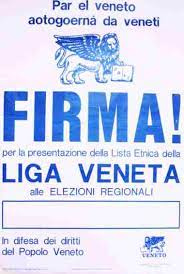 Par el veneto
autogoernà da veneti
FIRMA!
per la presentazione della Lista Etnica della
LIGA VENETA
alle ELEZIONI REGIONALI
In difesa dei diritti
del Popolo Veneto
VENETO